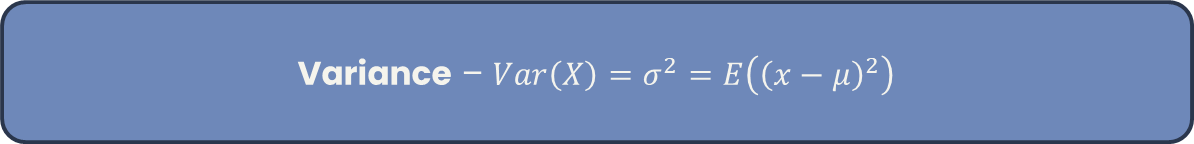 Variance – 𝑉𝑎𝑟(𝑋) = 𝜎² = 𝐸((𝑥 − 𝜇)²)